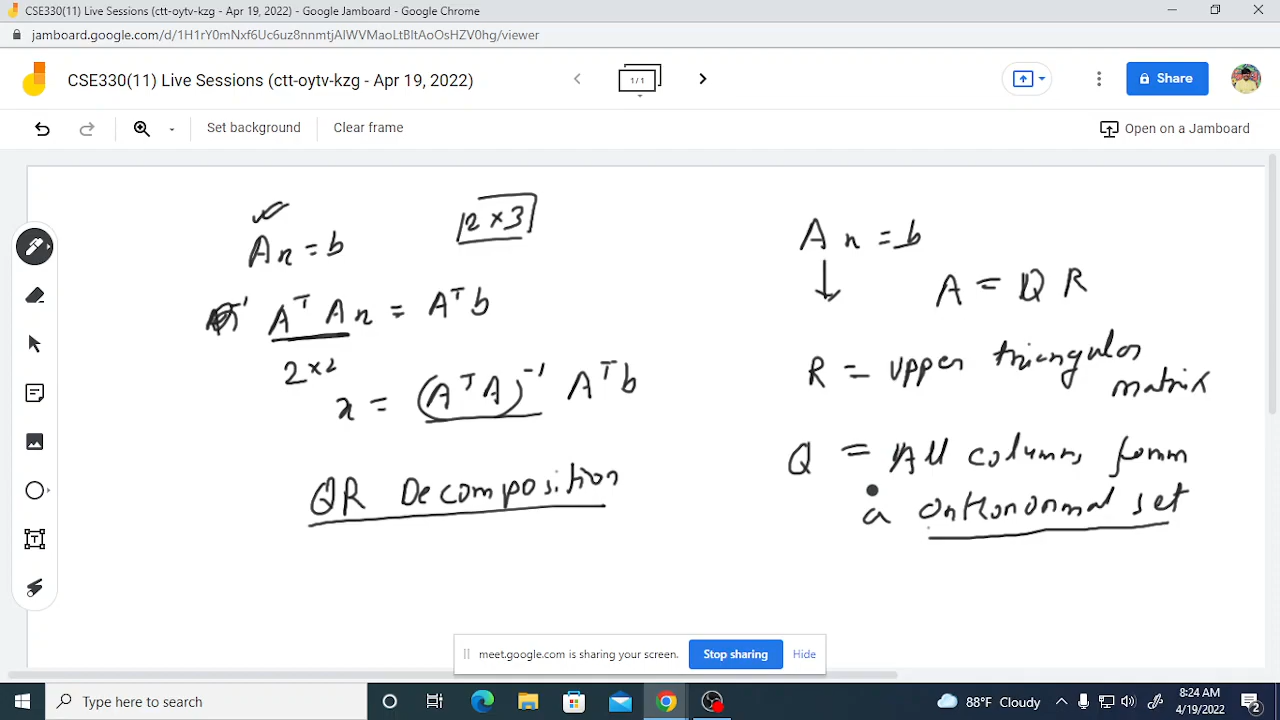 CSE330(11) Live Sessions (ctt-oytv-kzg - Apr 19, 2022) - Google Jamboard - Google Chrome
jamboard.google.com/d/1H1rY0mNxf6Uc6uz8nnmtjAIWVMaoLtBltAoOsHZV0hg/viewer
CSE330(11) Live Sessions (ctt-oytv-kzg - Apr 19, 2022)
1/1
Share
Set background
Clear frame
Open on a Jamboard
Ax = b
2 × 3
AᵀAx = Aᵀb
2×2
x = (AᵀA)⁻¹ Aᵀb
QR Decomposition
Ax = b
A = QR
R = upper triangular
matrix
Q = All columns form
a orthonormal set
meet.google.com is sharing your screen.
Stop sharing
Hide
Type here to search
88°F Cloudy
8:24 AM
4/19/2022
2